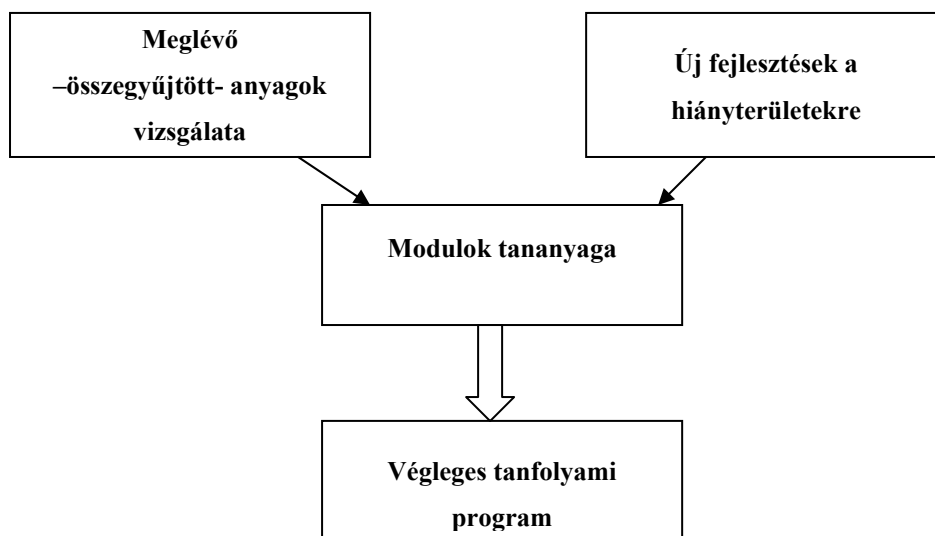 Meglévő
–összegyűjtött- anyagok
vizsgálata
Új fejlesztések a
hiányterületekre
Modulok tananyaga
Végleges tanfolyami
program